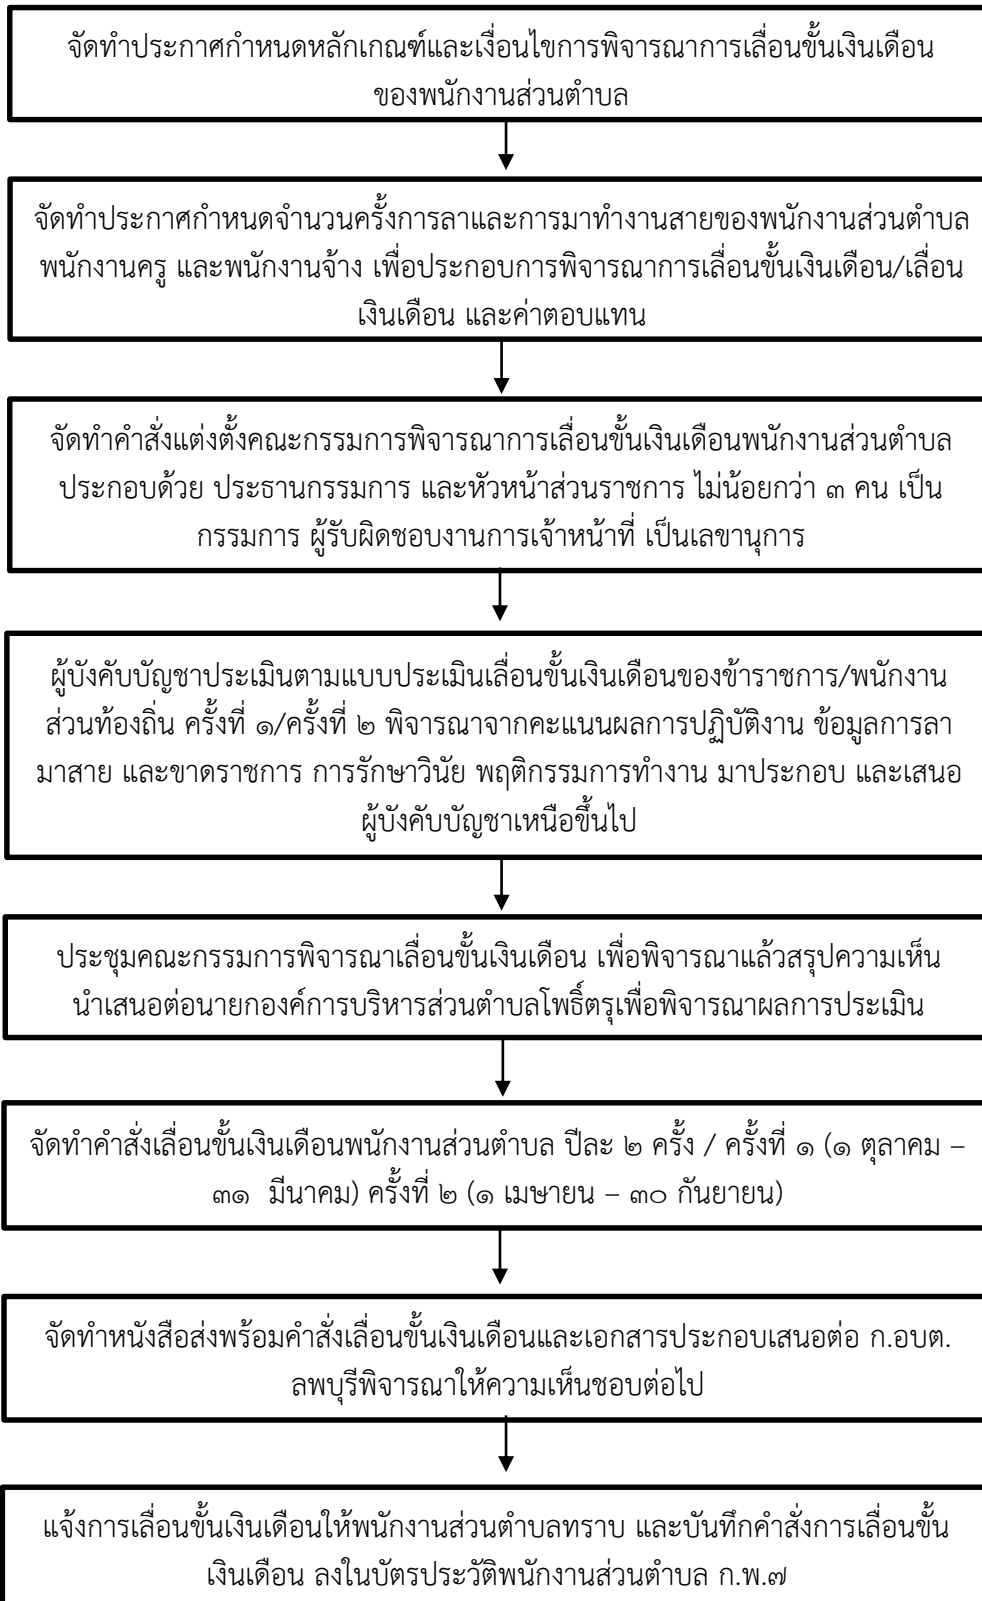 จัดทำประกาศกำหนดหลักเกณฑ์และเงื่อนไขการพิจารณาการเลื่อนขั้นเงินเดือน
ของพนักงานส่วนตำบล
จัดทำประกาศกำหนดจำนวนครั้งการลาและการมาทำงานสายของพนักงานส่วนตำบล
พนักงานครู และพนักงานจ้าง เพื่อประกอบการพิจารณาการเลื่อนขั้นเงินเดือน/เลื่อน
เงินเดือน และค่าตอบแทน
จัดทำคำสั่งแต่งตั้งคณะกรรมการพิจารณาการเลื่อนขั้นเงินเดือนพนักงานส่วนตำบล
ประกอบด้วย ประธานกรรมการ และหัวหน้าส่วนราชการ ไม่น้อยกว่า ๓ คน เป็น
กรรมการ ผู้รับผิดชอบงานการเจ้าหน้าที่ เป็นเลขานุการ
ผู้บังคับบัญชาประเมินตามแบบประเมินเลื่อนขั้นเงินเดือนของข้าราชการ/พนักงาน
ส่วนท้องถิ่น ครั้งที่ ๑/ครั้งที่ ๒ พิจารณาจากคะแนนผลการปฏิบัติงาน ข้อมูลการลา
มาสาย และขาดราชการ การรักษาวินัย พฤติกรรมการทำงาน มาประกอบ และเสนอ
ผู้บังคับบัญชาเหนือขึ้นไป
ประชุมคณะกรรมการพิจารณาเลื่อนขั้นเงินเดือน เพื่อพิจารณาแล้วสรุปความเห็น
นำเสนอต่อนายกองค์การบริหารส่วนตำบลโพธิ์ตรุเพื่อพิจารณาผลการประเมิน
จัดทำคำสั่งเลื่อนขั้นเงินเดือนพนักงานส่วนตำบล ปีละ ๒ ครั้ง / ครั้งที่ ๑ (๑ ตุลาคม –
๓๑ มีนาคม) ครั้งที่ ๒ (๑ เมษายน – ๓๐ กันยายน)
จัดทำหนังสือส่งพร้อมคำสั่งเลื่อนขั้นเงินเดือนและเอกสารประกอบเสนอต่อ ก.อบต.
ลพบุรีพิจารณาให้ความเห็นชอบต่อไป
แจ้งการเลื่อนขั้นเงินเดือนให้พนักงานส่วนตำบลทราบ และบันทึกคำสั่งการเลื่อนขั้น
เงินเดือน ลงในบัตรประวัติพนักงานส่วนตำบล ก.พ.๗